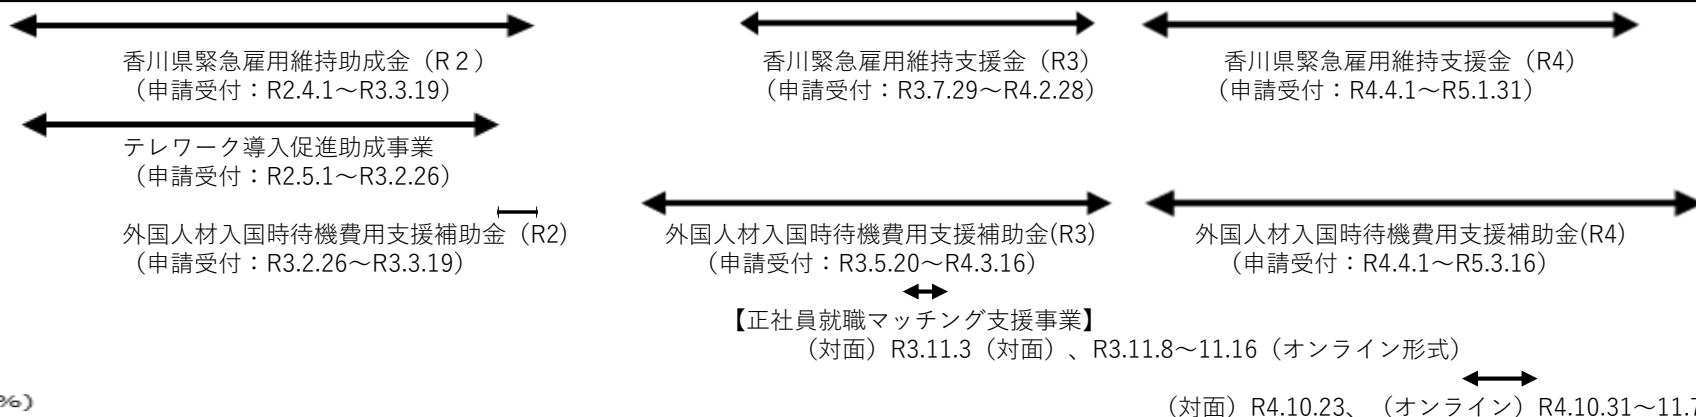 香川県緊急雇用維持助成金（R２）
（申請受付：R2.4.1～R3.3.19）
香川緊急雇用維持支援金（R3）
（申請受付：R3.7.29～R4.2.28）
香川県緊急雇用維持支援金（R4）
（申請受付：R4.4.1～R5.1.31）
テレワーク導入促進助成事業
（申請受付：R2.5.1～R3.2.26）
外国人材入国時待機費用支援補助金（R2）
（申請受付：R3.2.26～R3.3.19）
外国人材入国時待機費用支援補助金(R3）
（申請受付：R3.5.20～R4.3.16）
外国人材入国時待機費用支援補助金(R4）
（申請受付：R4.4.1～R5.3.16）
【正社員就職マッチング支援事業】
（対面）R3.11.3（対面）、R3.11.8～11.16（オンライン形式）
%)
（対面）R4.10.23、（オンライン）R4.10.31～11.7